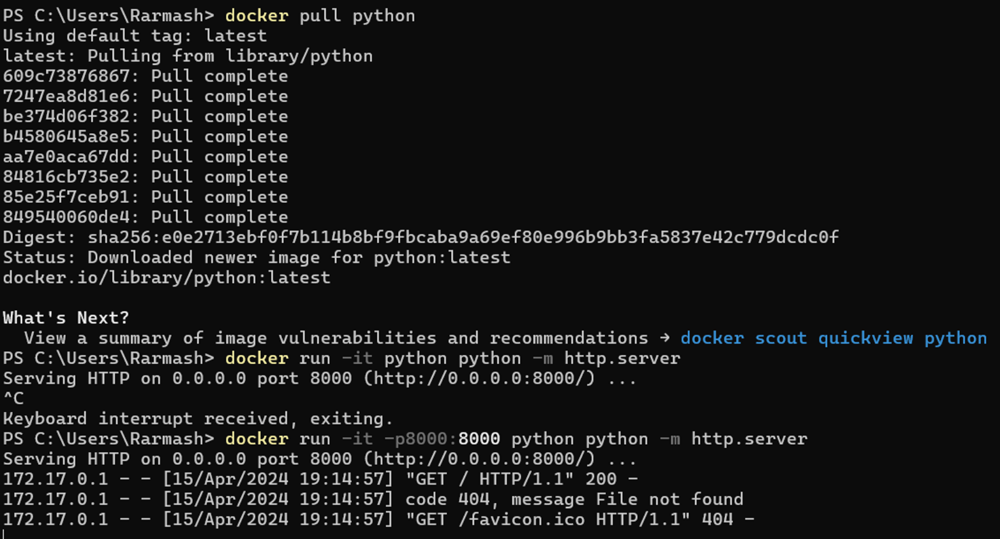 PS C:\Users\Rarmash> docker pull python
Using default tag: latest
latest: Pulling from library/python
609c73876867: Pull complete
7247ea8d81e6: Pull complete
be374d06f382: Pull complete
b4580645a8e5: Pull complete
aa7e0aca67dd: Pull complete
84816cb735e2: Pull complete
85e25f7ceb91: Pull complete
849540060de4: Pull complete
Digest: sha256:e0e2713ebf0f7b114b8bf9fbcaba9a69ef80e996b9bb3fa5837e42c779dcdc0f
Status: Downloaded newer image for python:latest
docker.io/library/python:latest
What's Next?
  View a summary of image vulnerabilities and recommendations → docker scout quickview python
PS C:\Users\Rarmash> docker run -it python python -m http.server
Serving HTTP on 0.0.0.0 port 8000 (http://0.0.0.0:8000/) ...
^C
Keyboard interrupt received, exiting.
PS C:\Users\Rarmash> docker run -it -p8000:8000 python python -m http.server
Serving HTTP on 0.0.0.0 port 8000 (http://0.0.0.0:8000/) ...
172.17.0.1 - - [15/Apr/2024 19:14:57] "GET / HTTP/1.1" 200 -
172.17.0.1 - - [15/Apr/2024 19:14:57] code 404, message File not found
172.17.0.1 - - [15/Apr/2024 19:14:57] "GET /favicon.ico HTTP/1.1" 404 -